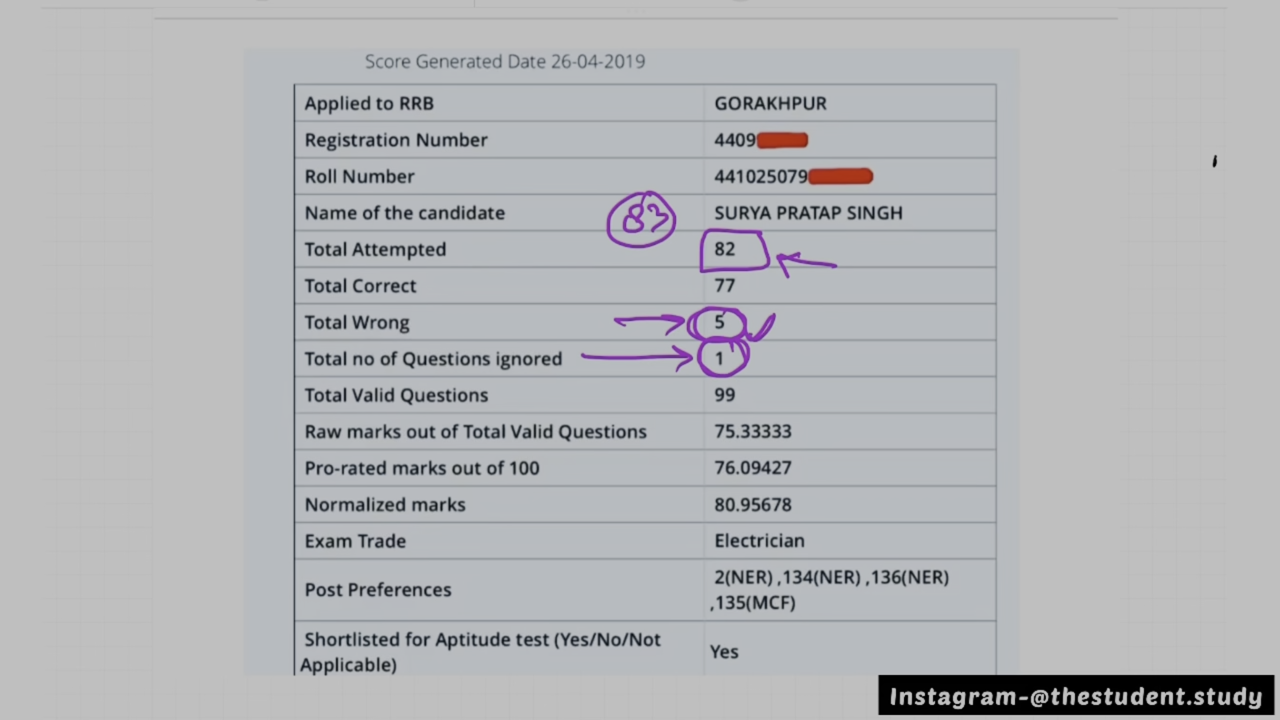 Score Generated Date 26-04-2019
Applied to RRB GORAKHPUR
Registration Number 4409
Roll Number 441025079
Name of the candidate SURYA PRATAP SINGH
83
Total Attempted 82
Total Correct 77
Total Wrong 5
Total no of Questions ignored 1
Total Valid Questions 99
Raw marks out of Total Valid Questions 75.33333
Pro-rated marks out of 100 76.09427
Normalized marks 80.95678
Exam Trade Electrician
Post Preferences 2(NER) ,134(NER) ,136(NER)
,135(MCF)
Shortlisted for Aptitude test (Yes/No/Not
Applicable) Yes
Instagram-@thestudent.study